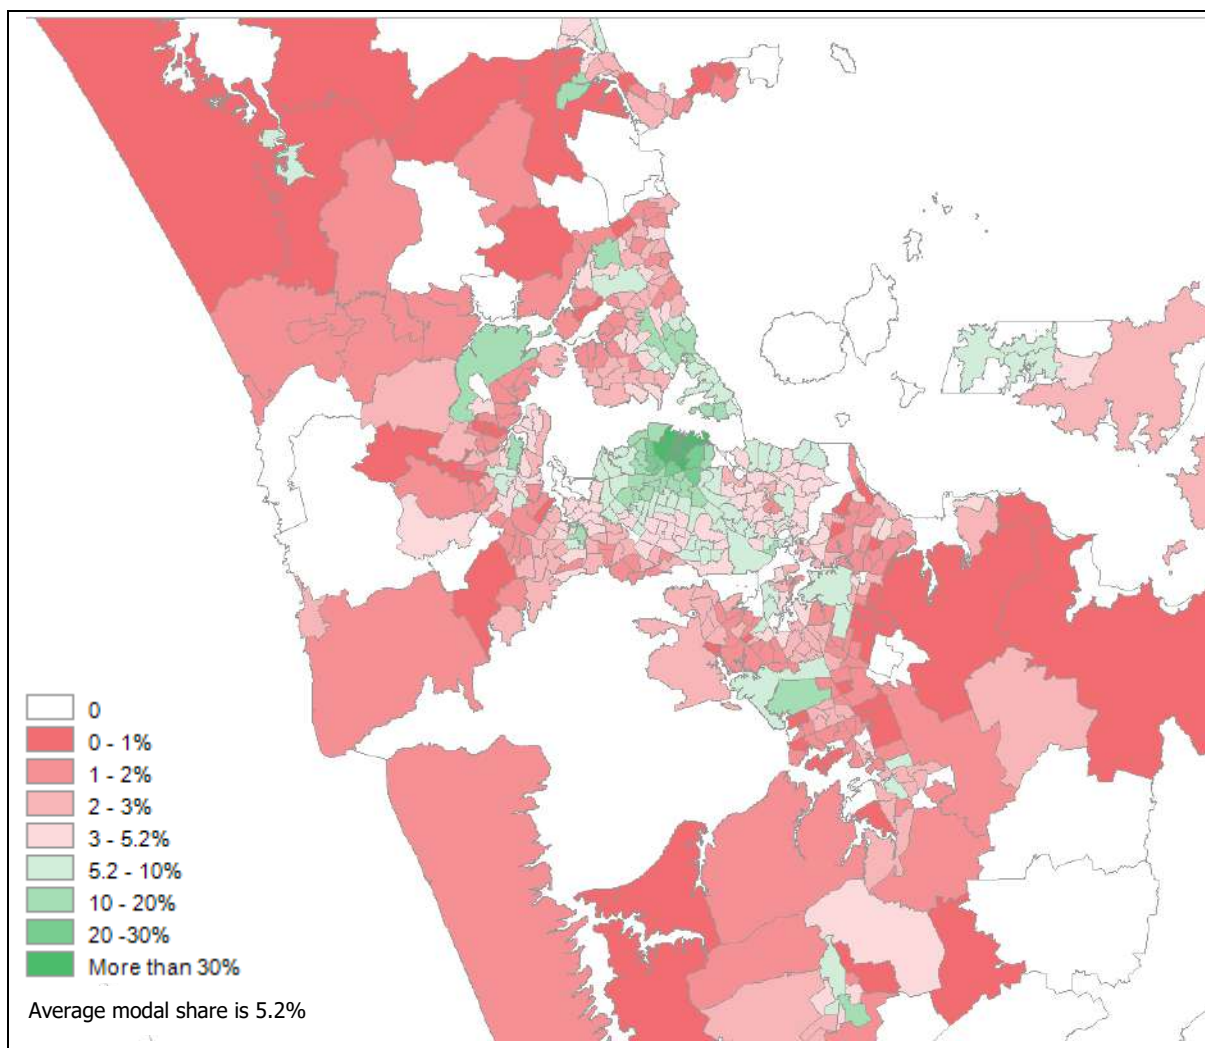 0
0 - 1%
1 - 2%
2 - 3%
3 - 5.2%
5.2 - 10%
10 - 20%
20 -30%
More than 30%
Average modal share is 5.2%